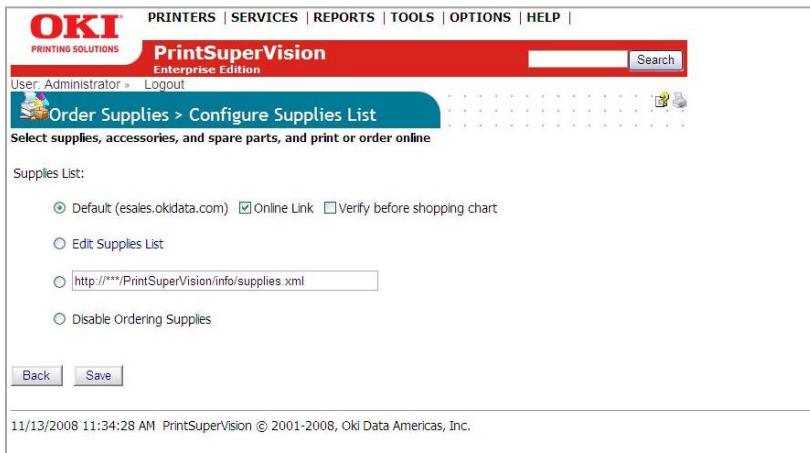 OKI
PRINTING SOLUTIONS
PRINTERS | SERVICES | REPORTS | TOOLS | OPTIONS | HELP |
PrintSuperVision
Enterprise Edition
Search
User: Administrator » Logout
Order Supplies > Configure Supplies List
Select supplies, accessories, and spare parts, and print or order online
Supplies List:
Default (esales.okidata.com) Online Link Verify before shopping chart
Edit Supplies List
http://***/PrintSuperVision/info/supplies.xml
Disable Ordering Supplies
Back Save
11/13/2008 11:34:28 AM PrintSuperVision © 2001-2008, Oki Data Americas, Inc.